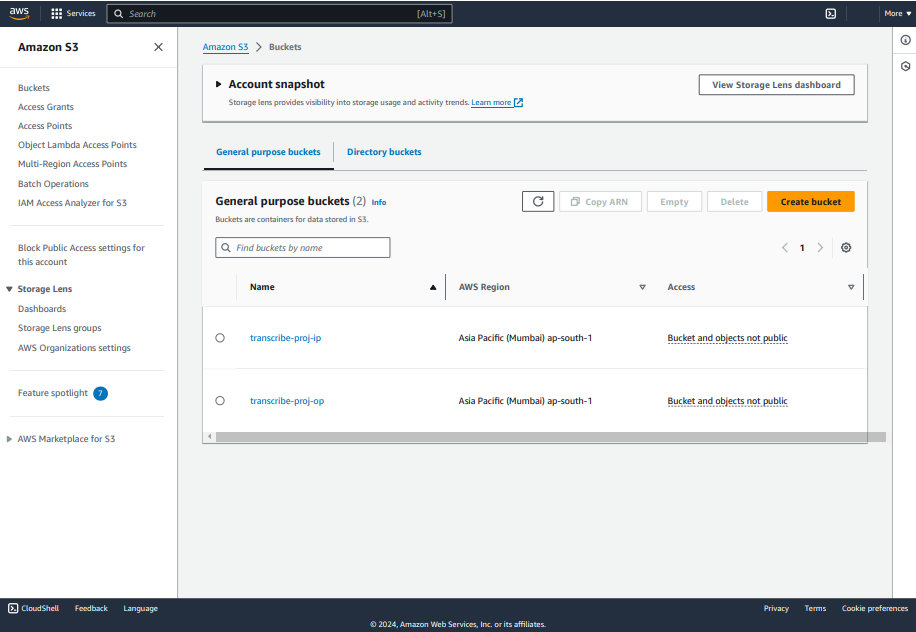 aws
Services
Search [Alt+S]
More
Amazon S3
Buckets
Access Grants
Access Points
Object Lambda Access Points
Multi-Region Access Points
Batch Operations
IAM Access Analyzer for S3
Block Public Access settings for
this account
Storage Lens
Dashboards
Storage Lens groups
AWS Organizations settings
Feature spotlight 7
AWS Marketplace for S3
Amazon S3 > Buckets
Account snapshot
Storage lens provides visibility into storage usage and activity trends. Learn more
View Storage Lens dashboard
General purpose buckets
Directory buckets
General purpose buckets (2) Info
Buckets are containers for data stored in S3.
Copy ARN
Empty
Delete
Create bucket
Find buckets by name
1
Name AWS Region Access
transcribe-proj-ip Asia Pacific (Mumbai) ap-south-1 Bucket and objects not public
transcribe-proj-op Asia Pacific (Mumbai) ap-south-1 Bucket and objects not public
CloudShell Feedback Language Privacy Terms Cookie preferences
© 2024, Amazon Web Services, Inc. or its affiliates.